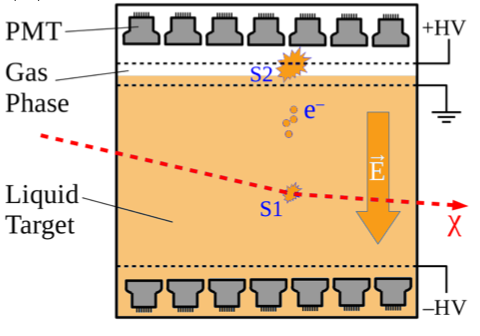 PMT
+HV
Gas
Phase
S2
e⁻
E⃗
Liquid
Target
S1
χ
–HV